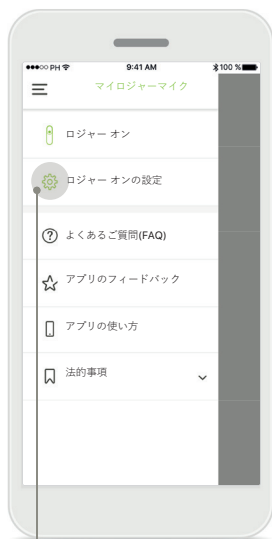 ●●●○○ PH 9:41 AM 100 %
マイロジャーマイク
ロジャー オン
ロジャー オンの設定
よくあるご質問(FAQ)
アプリのフィードバック
アプリの使い方
法的事項